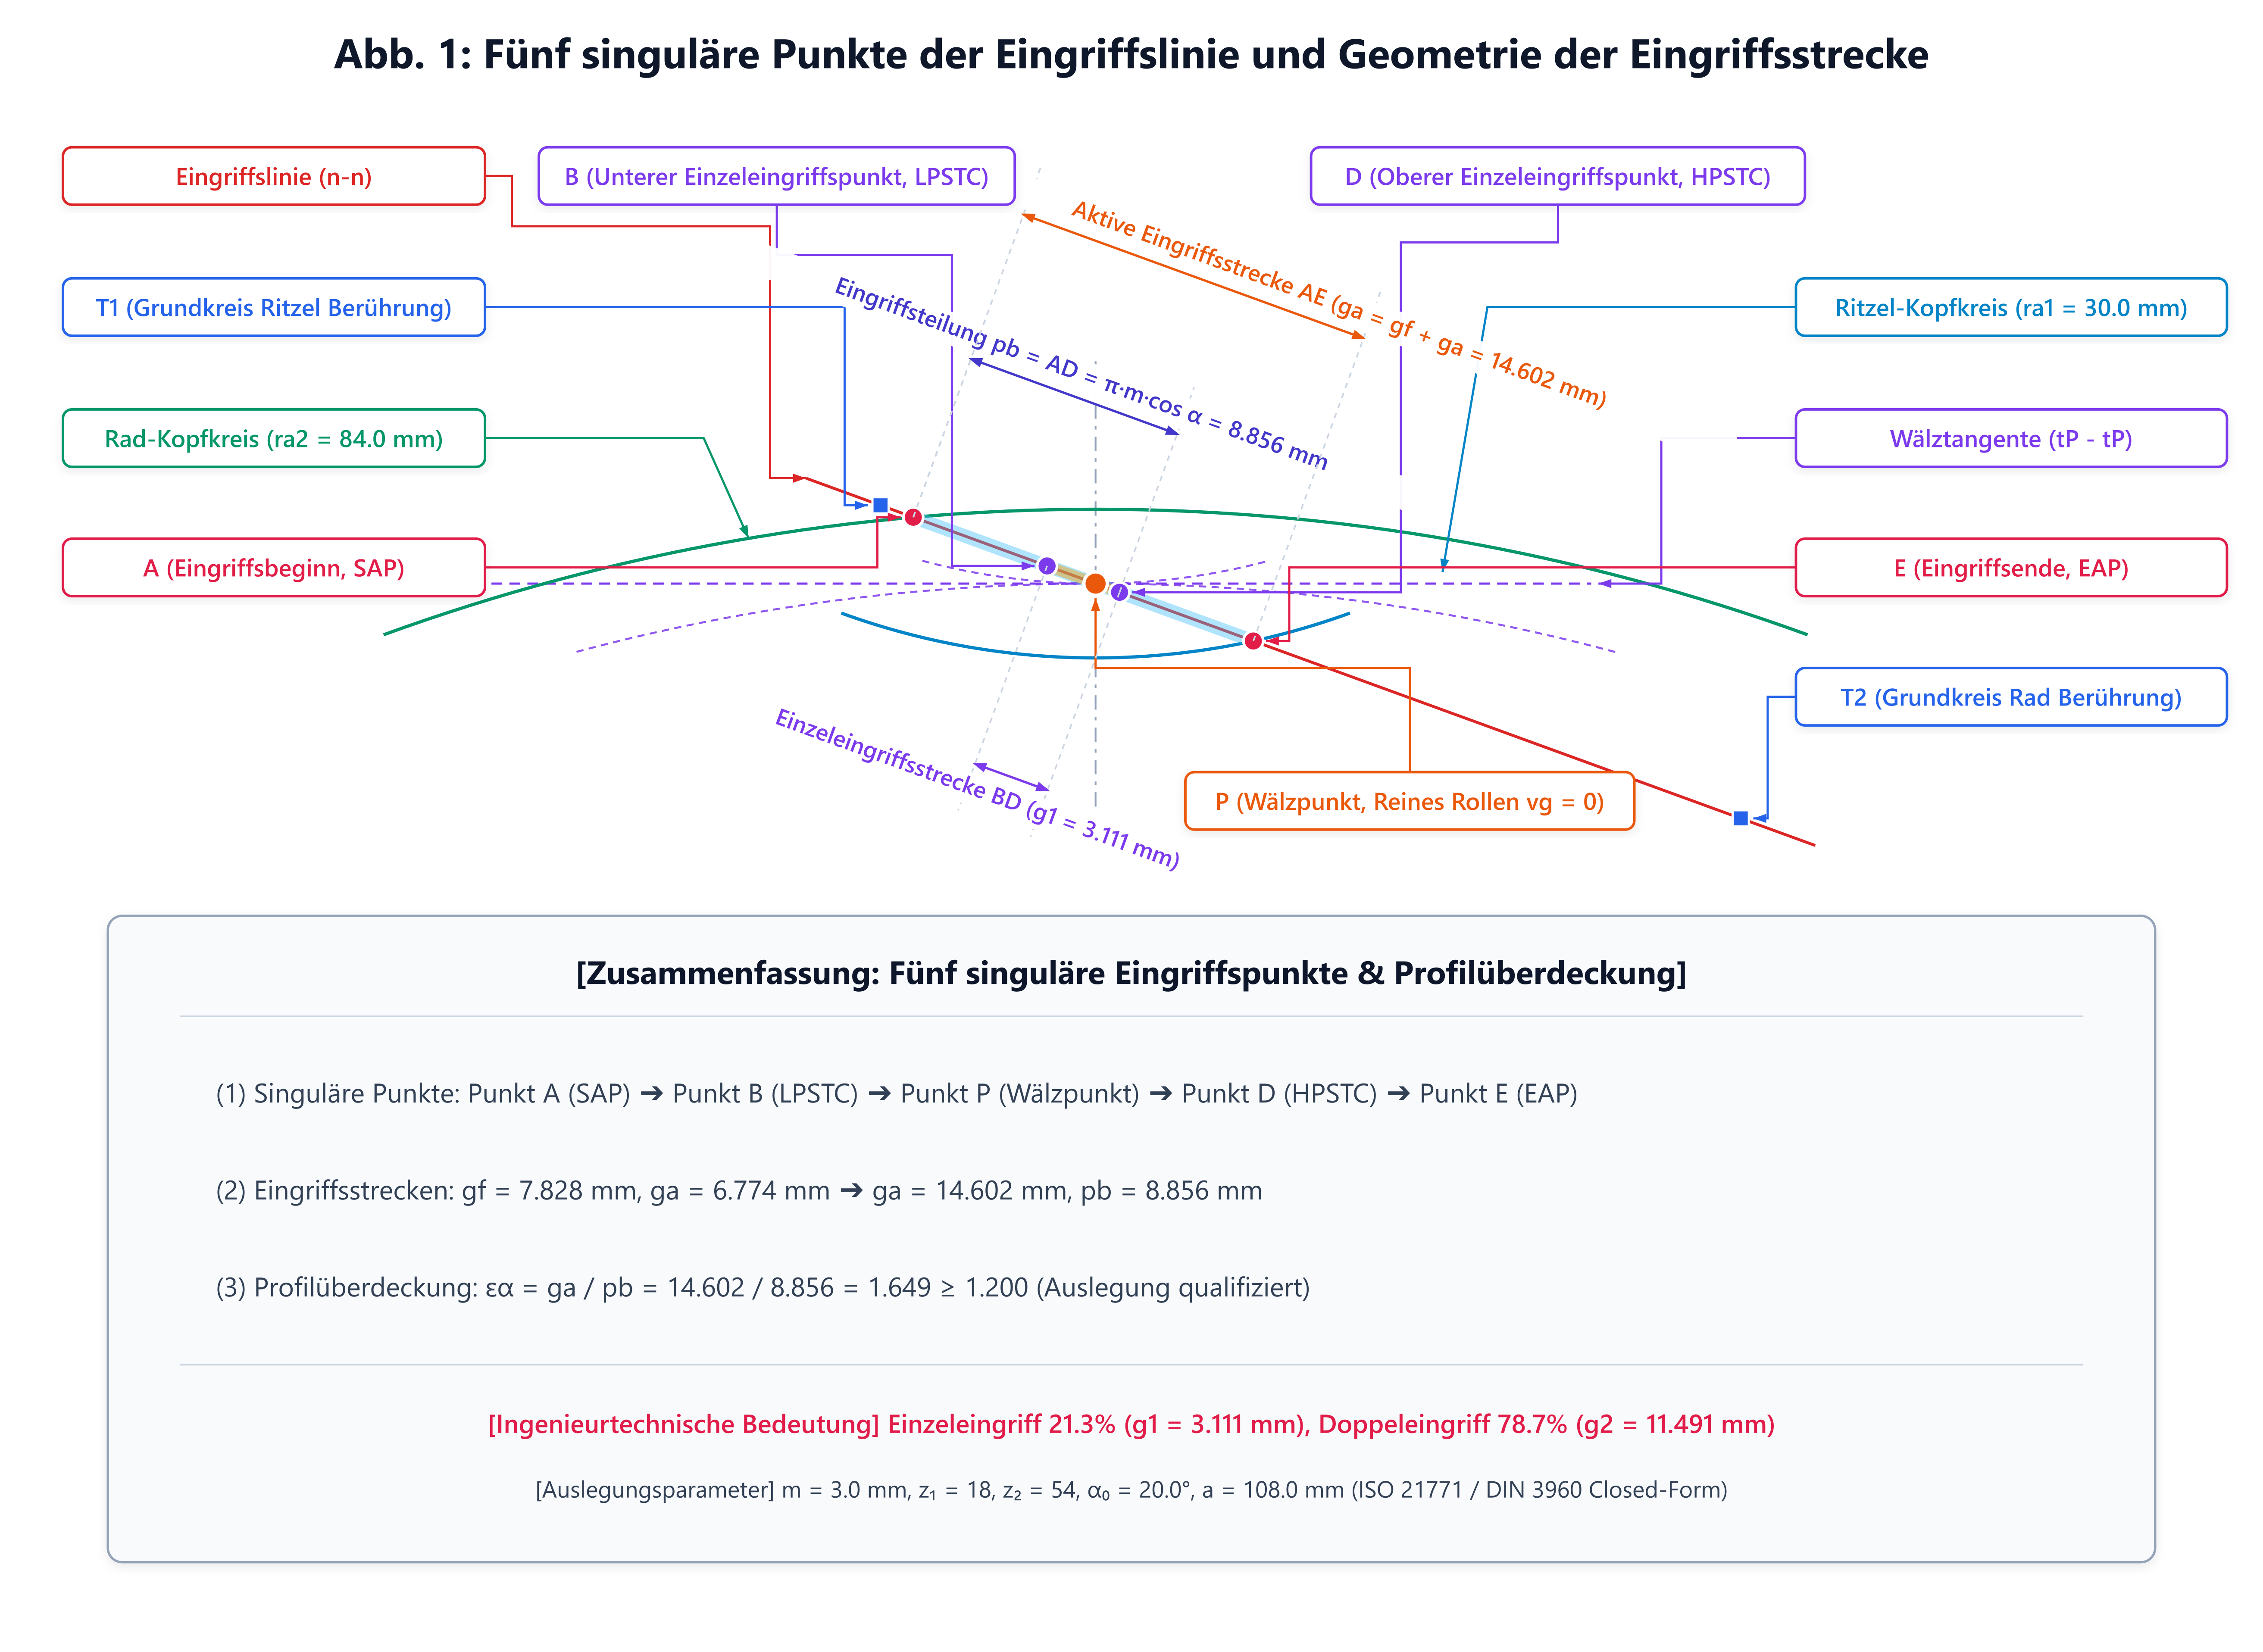 Abb. 1: Fünf singuläre Punkte der Eingriffslinie und Geometrie der Eingriffsstrecke
Eingriffslinie (n-n)
B (Unterer Einzeleingriffspunkt, LPSTC)
D (Oberer Einzeleingriffspunkt, HPSTC)
Aktive Eingriffsstrecke AE (ga = gf + ga = 14.602 mm)
T1 (Grundkreis Ritzel Berührung)
Eingriffsteilung pb = AD = π·m·cos α = 8.856 mm
Ritzel-Kopfkreis (ra1 = 30.0 mm)
Rad-Kopfkreis (ra2 = 84.0 mm)
Wälztangente (tP - tP)
A (Eingriffsbeginn, SAP)
E (Eingriffsende, EAP)
T2 (Grundkreis Rad Berührung)
Einzeleingriffsstrecke BD (g1 = 3.111 mm)
P (Wälzpunkt, Reines Rollen vg = 0)
[Zusammenfassung: Fünf singuläre Eingriffspunkte & Profilüberdeckung]
(1) Singuläre Punkte: Punkt A (SAP) ➔ Punkt B (LPSTC) ➔ Punkt P (Wälzpunkt) ➔ Punkt D (HPSTC) ➔ Punkt E (EAP)
(2) Eingriffsstrecken: gf = 7.828 mm, ga = 6.774 mm ➔ ga = 14.602 mm, pb = 8.856 mm
(3) Profilüberdeckung: εα = ga / pb = 14.602 / 8.856 = 1.649 ≥ 1.200 (Auslegung qualifiziert)
[Ingenieurtechnische Bedeutung] Einzeleingriff 21.3% (g1 = 3.111 mm), Doppeleingriff 78.7% (g2 = 11.491 mm)
[Auslegungsparameter] m = 3.0 mm, z₁ = 18, z₂ = 54, α₀ = 20.0°, a = 108.0 mm (ISO 21771 / DIN 3960 Closed-Form)